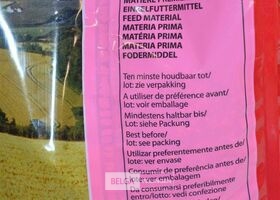 MATIÈRE PREMIÈRE
EINZELFUTTERMITTEL
FEED MATERIAL
MATERIA PRIMA
MATÉRIA PRIMA
MATERIA PRIMA
FODERMIDDEL
Ten minste houdbaar tot/
lot: zie verpakking
A utiliser de préférence avant/
lot: voir emballage
Mindestens haltbar bis/
Lot: siehe Packung
Best before/
lot: see packing
Utilizar preferentemente antes de/
lote: ver envase
Consumir de preferência antes de/
lote: ver embalagem
Da consumarsi preferibilmente
entro/lotto: vedi confezione